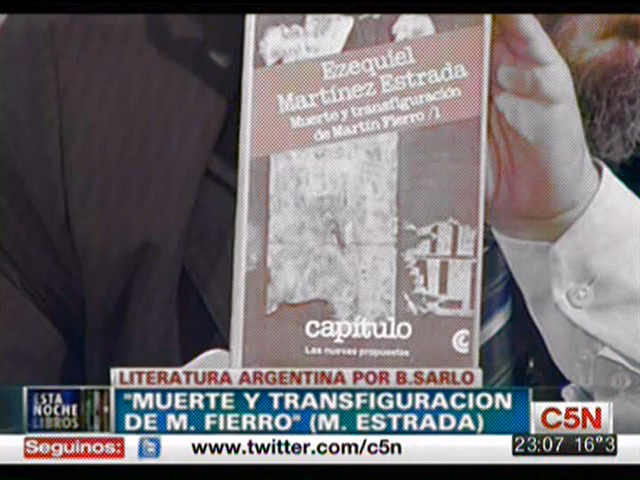 Ezequiel
Martínez Estrada
Muerte y transfiguración
de Martín Fierro/1
capítulo
Las nuevas propuestas
LITERATURA ARGENTINA POR B.SARLO
ESTA
NOCHE
LIBROS
"MUERTE Y TRANSFIGURACION
DE M. FIERRO" (M. ESTRADA)
C5N
Seguinos:
www.twitter.com/c5n
23:07 16°3